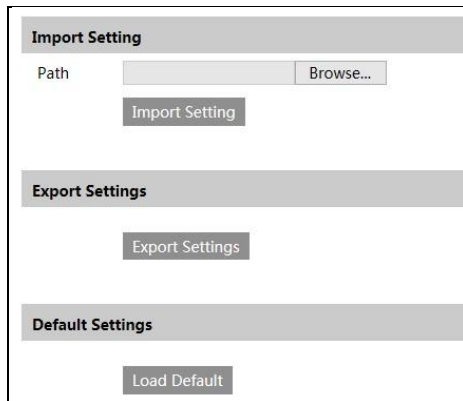 Import Setting
Path Browse...
Import Setting
Export Settings
Export Settings
Default Settings
Load Default